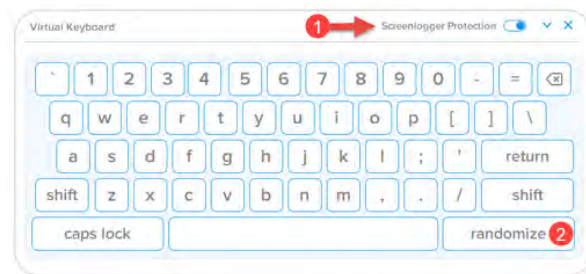 Virtual Keyboard 1 Screenlogger Protection
` 1 2 3 4 5 6 7 8 9 0 - =
q w e r t y u i o p [ ] \
a s d f g h j k l ; ' return
shift z x c v b n m , . / shift
caps lock randomize 2